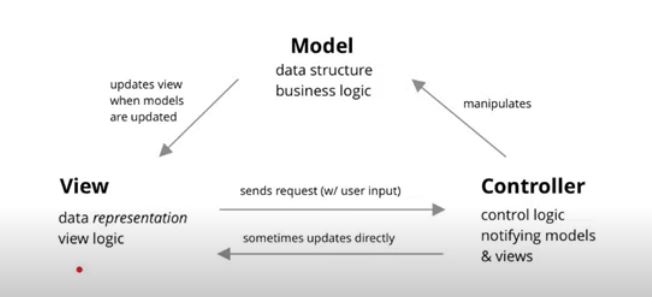 Model
data structure
business logic
updates view
when models
are updated
manipulates
View
data representation
view logic
sends request (w/ user input)
sometimes updates directly
Controller
control logic
notifying models
& views